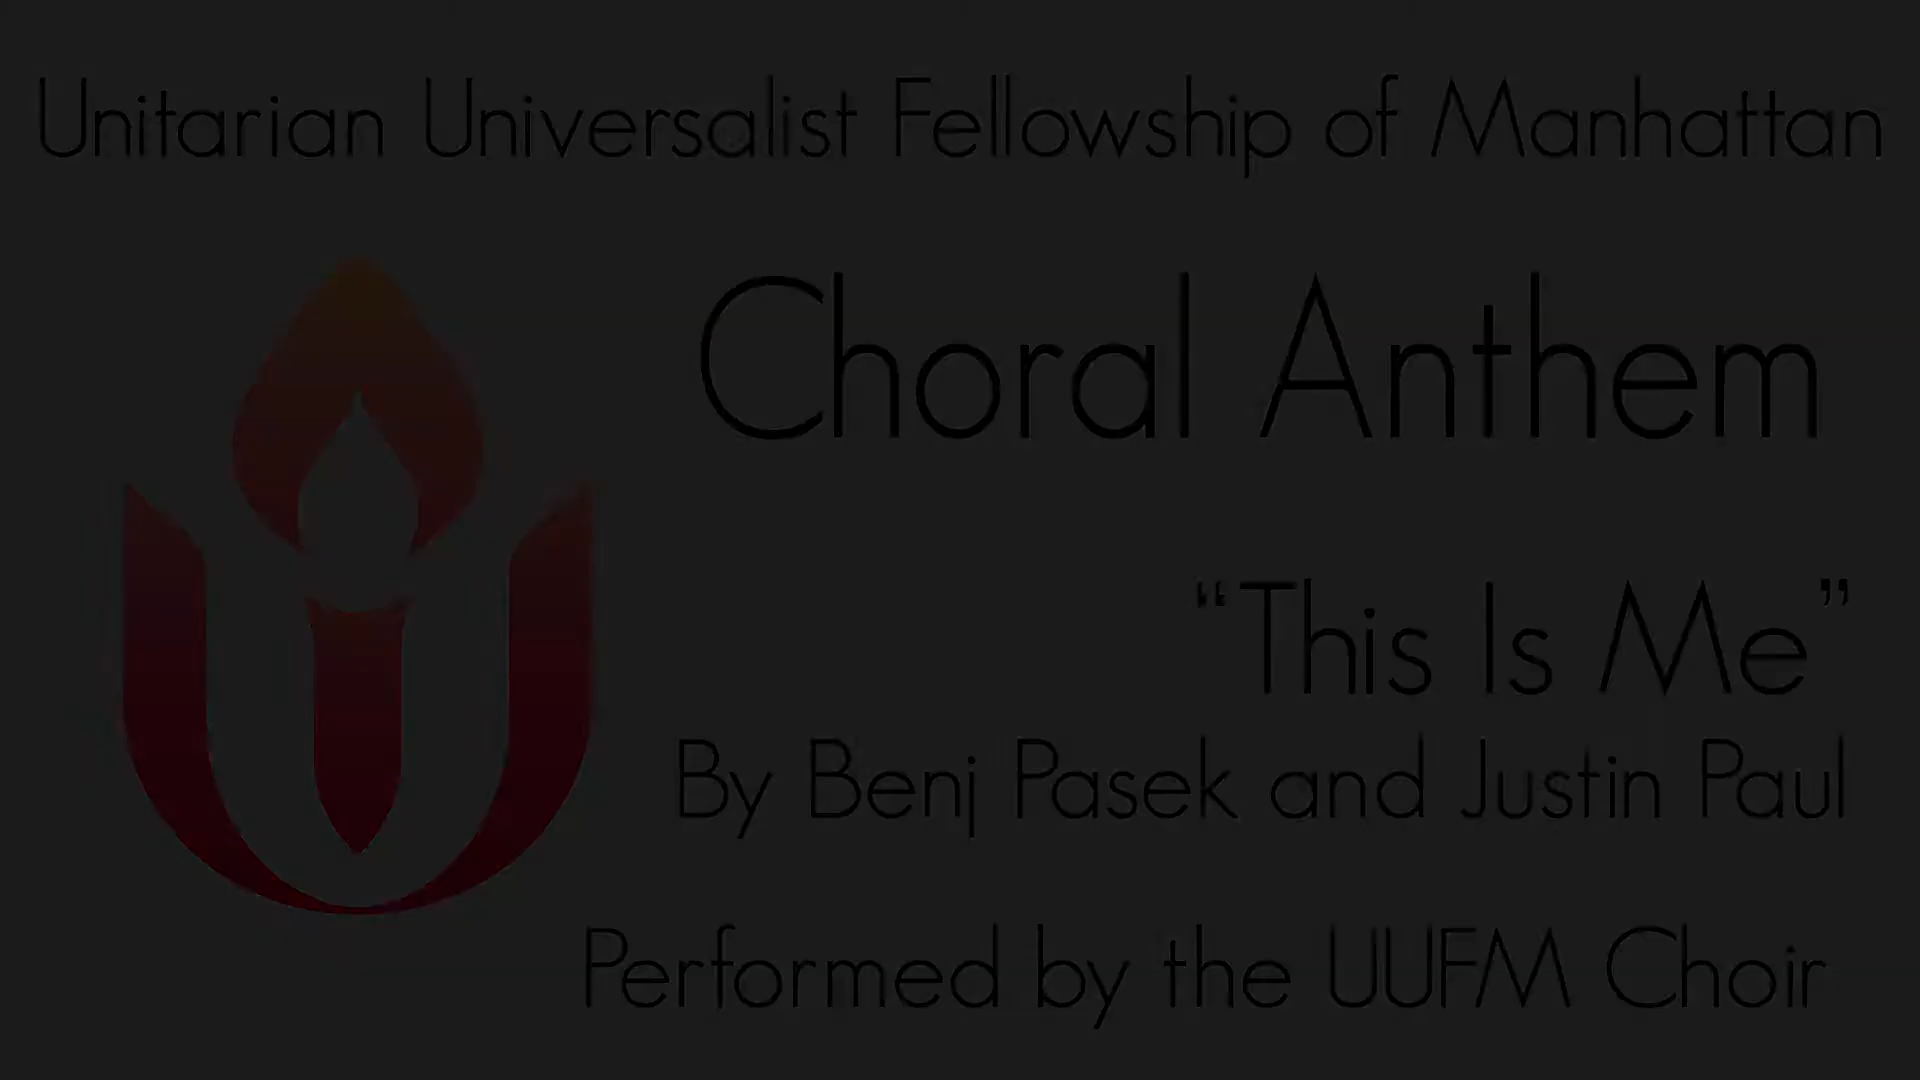 Unitarian Universalist Fellowship of Manhattan
Choral Anthem
“This Is Me”
By Benj Pasek and Justin Paul
Performed by the UUFM Choir